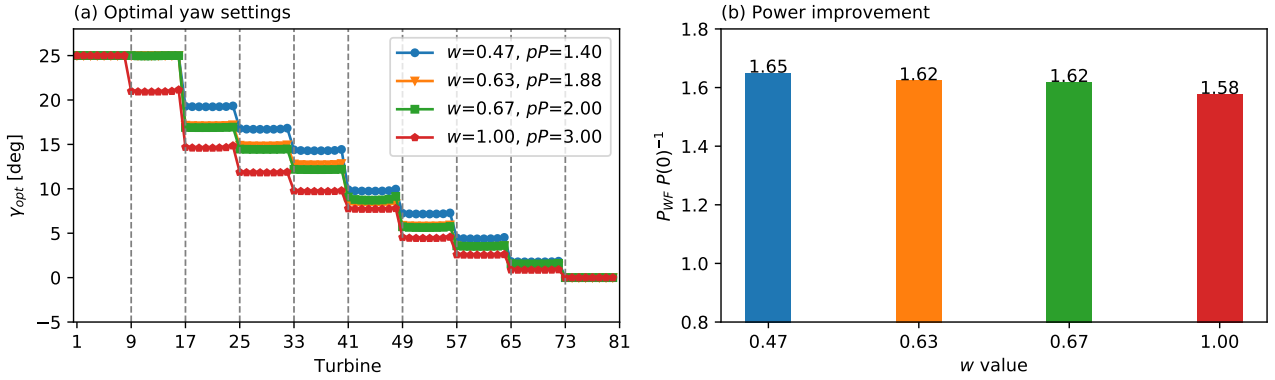 (a) Optimal yaw settings
25
20
15
10
5
0
−5
γopt [deg]
w=0.47, pP=1.40
w=0.63, pP=1.88
w=0.67, pP=2.00
w=1.00, pP=3.00
1 9 17 25 33 41 49 57 65 73 81
Turbine
(b) Power improvement
1.8
1.6
1.4
1.2
1.0
0.8
P_WF P(0)⁻¹
1.65 1.62 1.62 1.58
0.47 0.63 0.67 1.00
w value